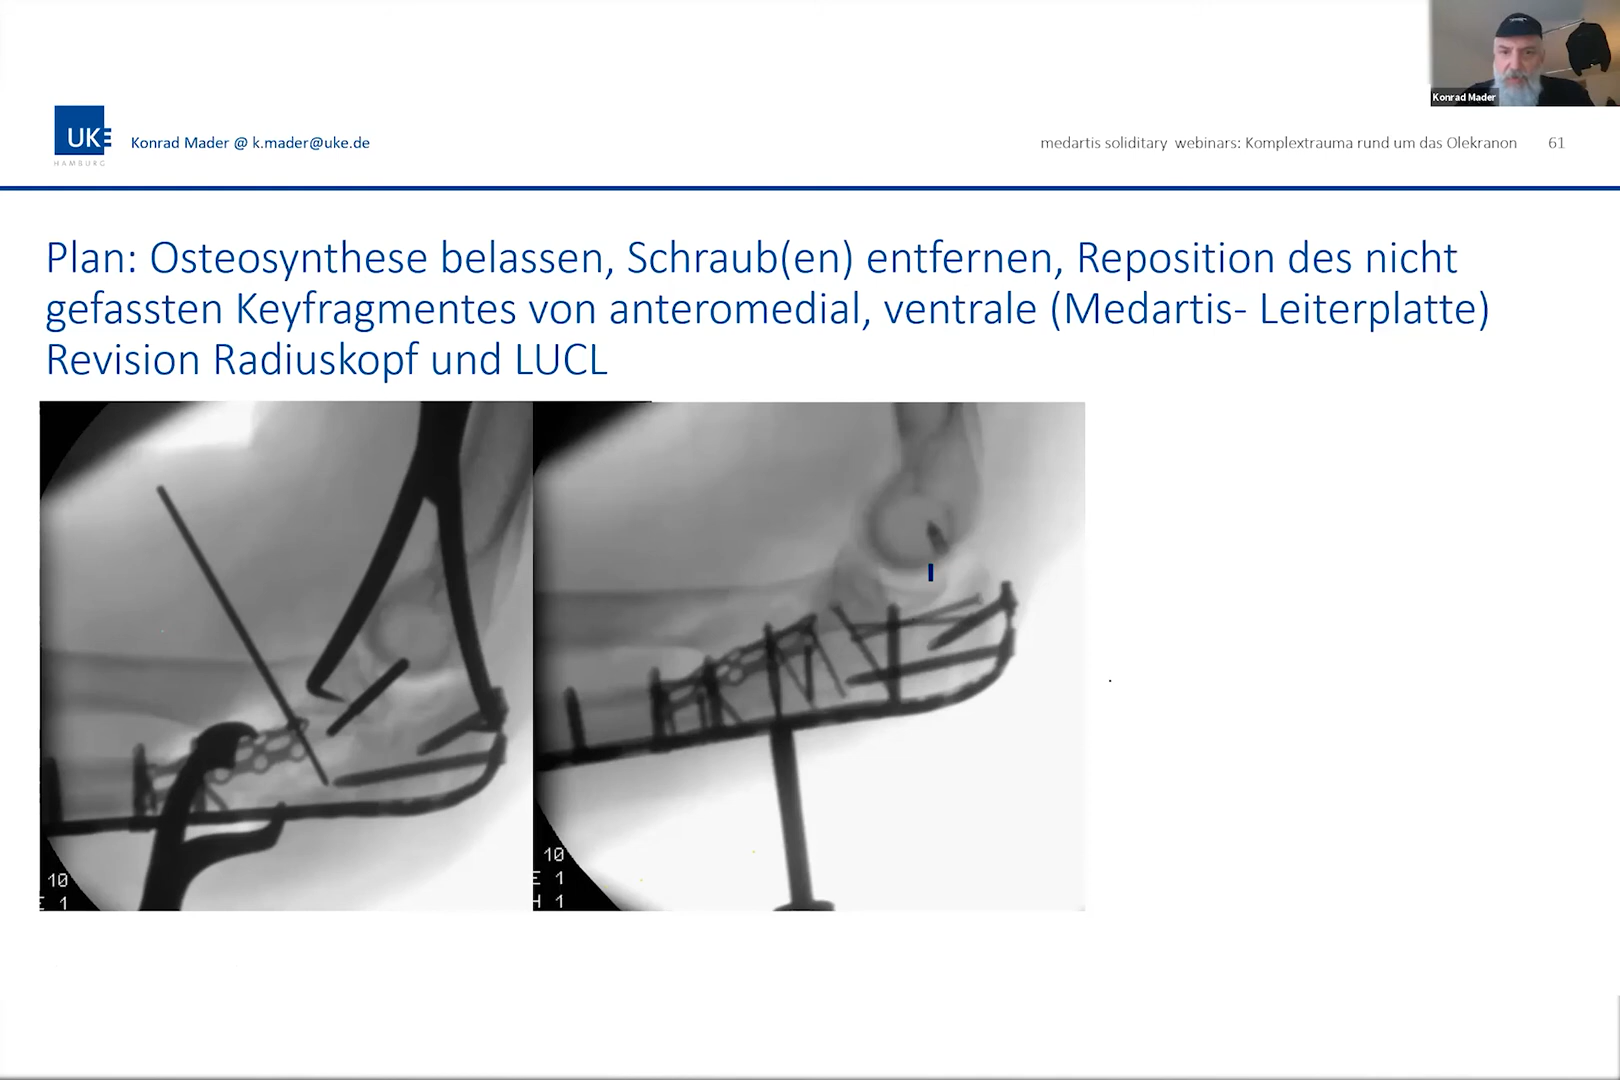 Konrad Mader
UKE
HAMBURG
Konrad Mader @ k.mader@uke.de
medartis soliditary webinars: Komplextrauma rund um das Olekranon 61
Plan: Osteosynthese belassen, Schraub(en) entfernen, Reposition des nicht
gefassten Keyfragmentes von anteromedial, ventrale (Medartis- Leiterplatte)
Revision Radiuskopf und LUCL
10
E 1
10
E 1
H 1